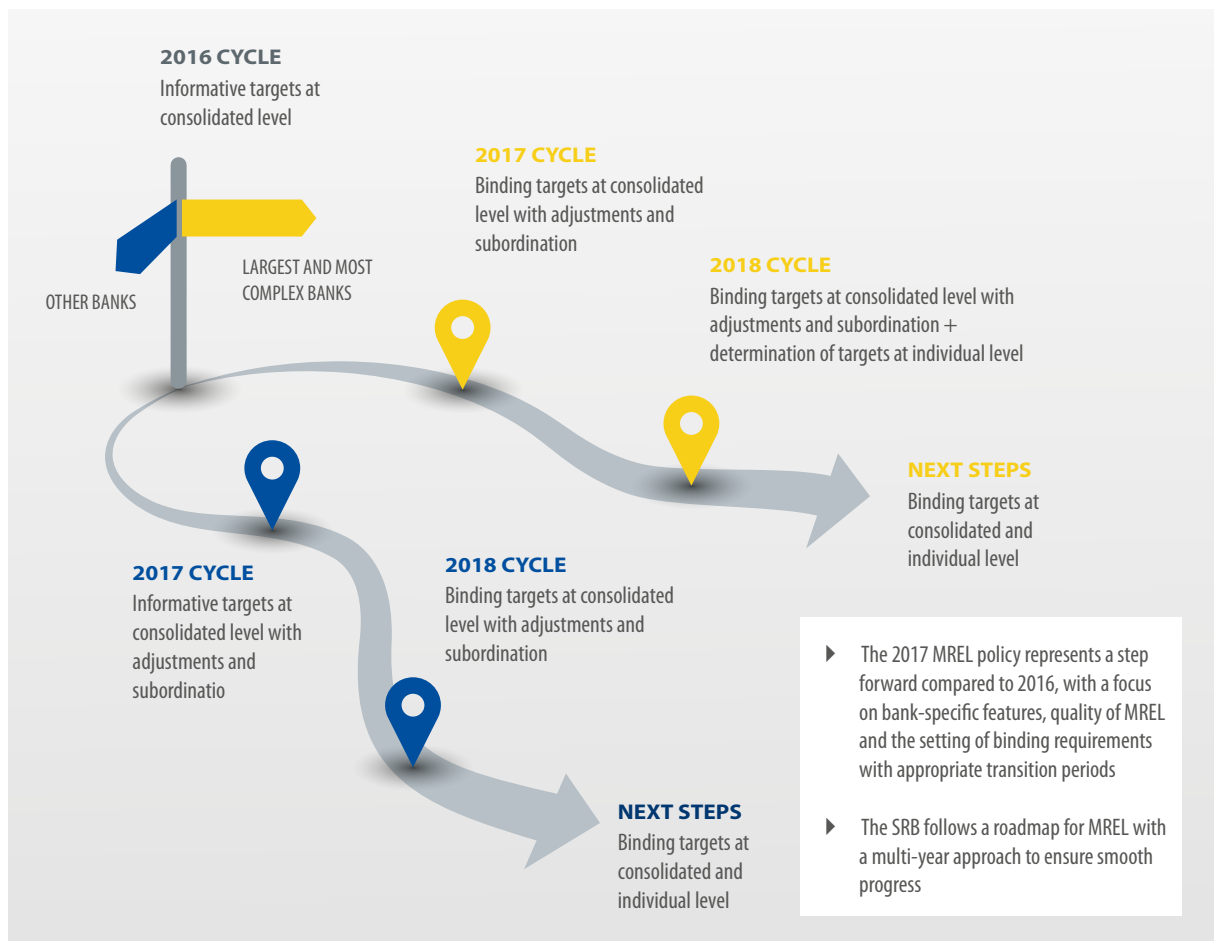 2016 CYCLE
Informative targets at
consolidated level
OTHER BANKS
LARGEST AND MOST
COMPLEX BANKS
2017 CYCLE
Binding targets at consolidated
level with adjustments and
subordination
2018 CYCLE
Binding targets at consolidated level with
adjustments and subordination +
determination of targets at individual level
NEXT STEPS
Binding targets at
consolidated and
individual level
2017 CYCLE
Informative targets at
consolidated level with
adjustments and
subordinatio
2018 CYCLE
Binding targets at consolidated
level with adjustments and
subordination
NEXT STEPS
Binding targets at
consolidated and
individual level
The 2017 MREL policy represents a step
forward compared to 2016, with a focus
on bank-specific features, quality of MREL
and the setting of binding requirements
with appropriate transition periods
The SRB follows a roadmap for MREL with
a multi-year approach to ensure smooth
progress